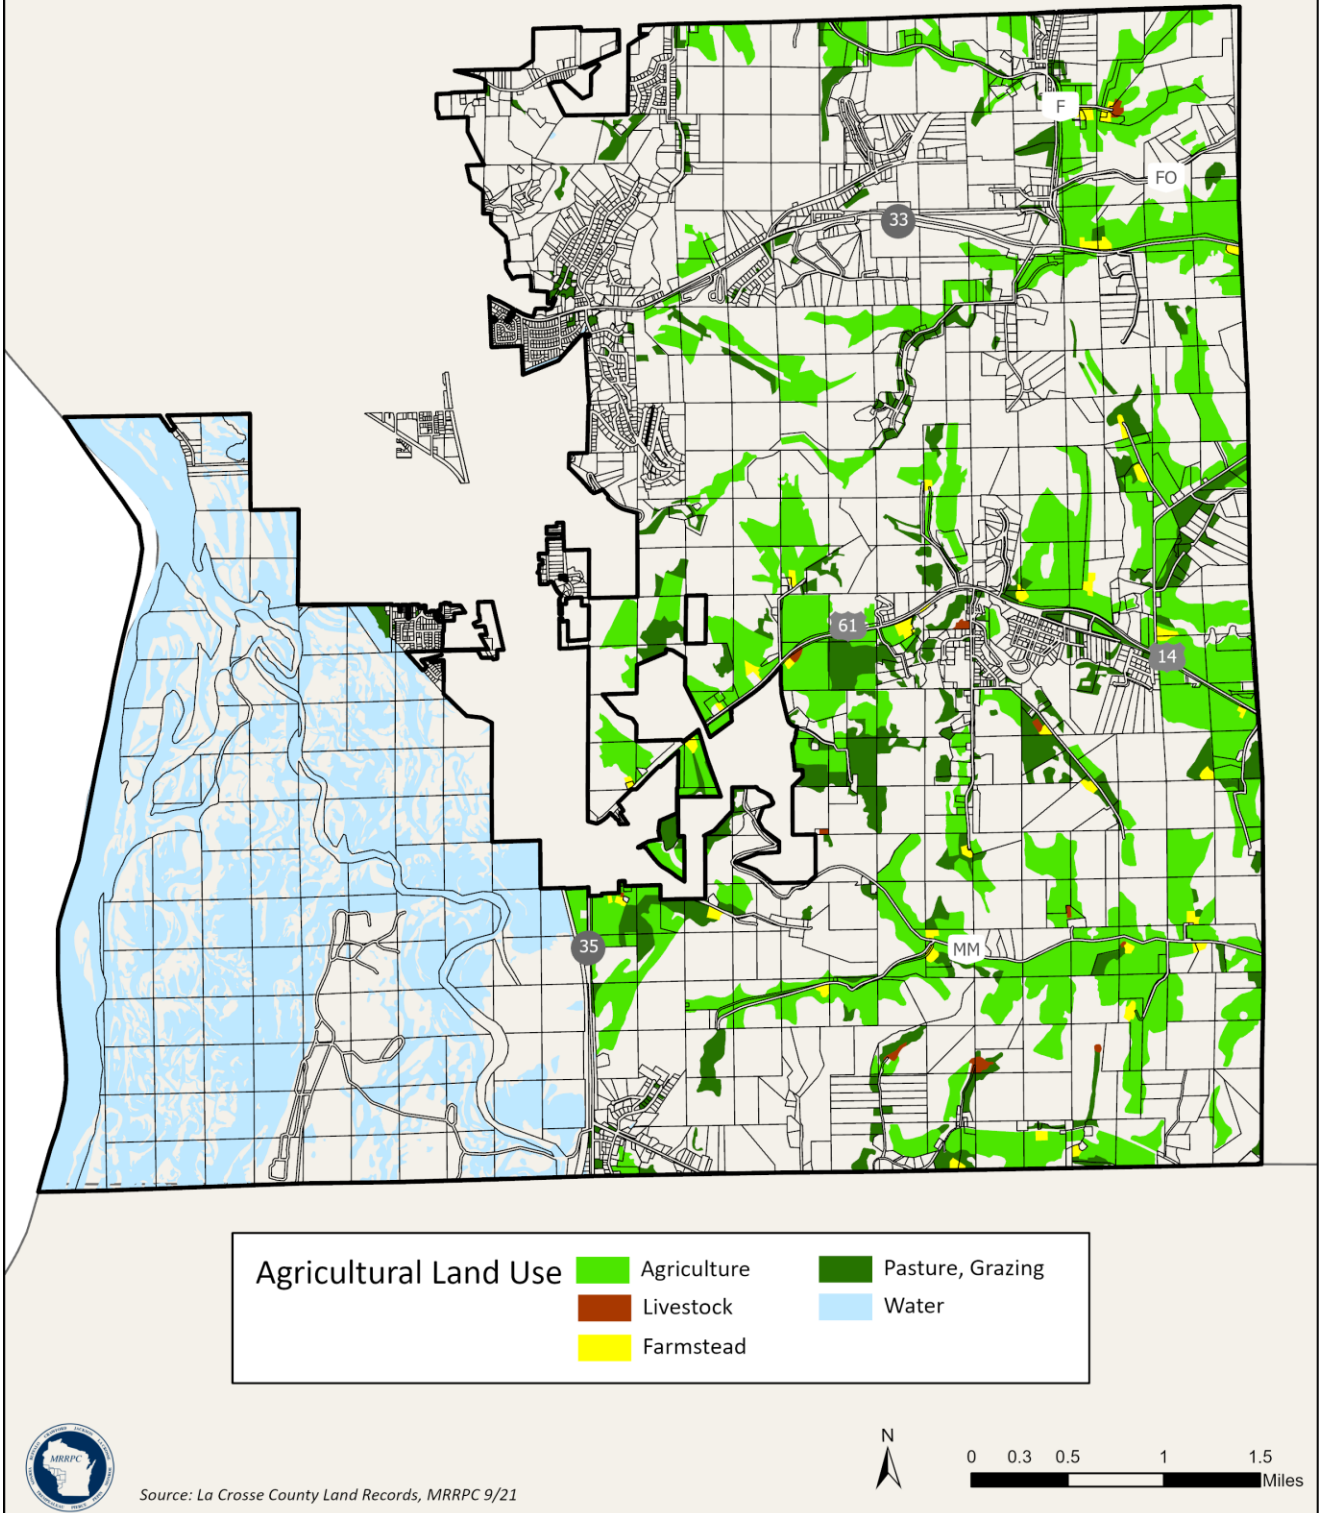 F
FO
33
61
14
35
MM
Agricultural Land Use
Agriculture
Pasture, Grazing
Livestock
Water
Farmstead
MRRPC
Source: La Crosse County Land Records, MRRPC 9/21
N
0 0.3 0.5 1 1.5
Miles